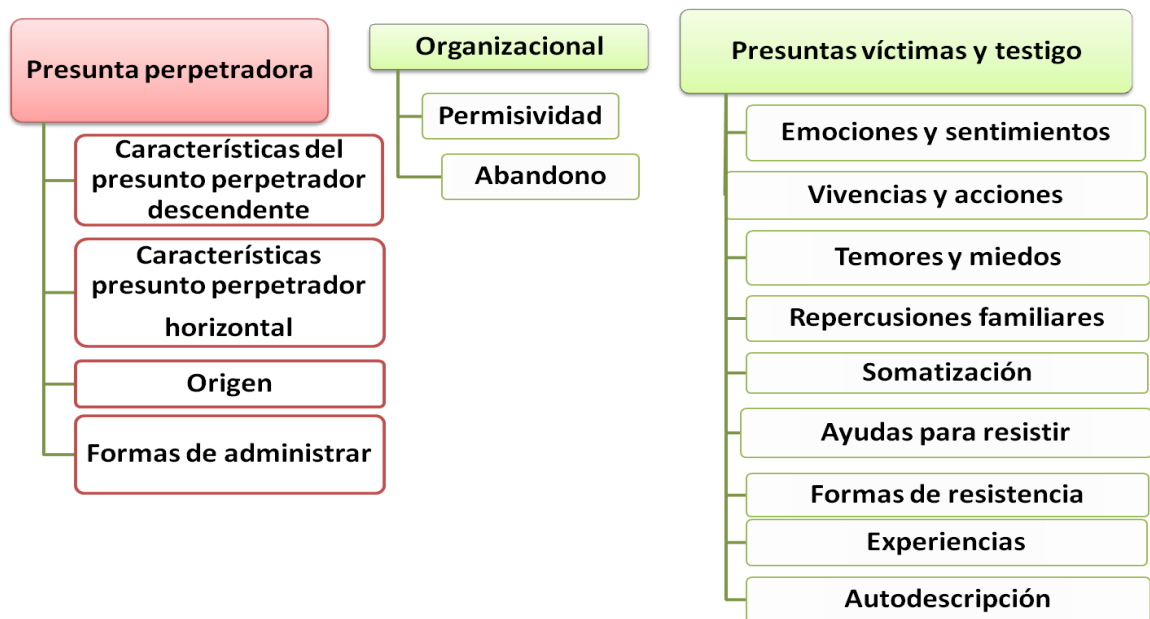 Presunta perpetradora
Característícas del
presunto perpetrador
descendente
Características
presunto perpetrador
horizontal
Origen
Formas de administrar
Organizacional
Permisividad
Abandono
Presuntas víctimas y testigo
Emociones y sentimientos
Vivencias y acciones
Temores y miedos
Repercusiones familiares
Somatización
Ayudas para resistir
Formas de resistencia
Experiencias
Autodescripción